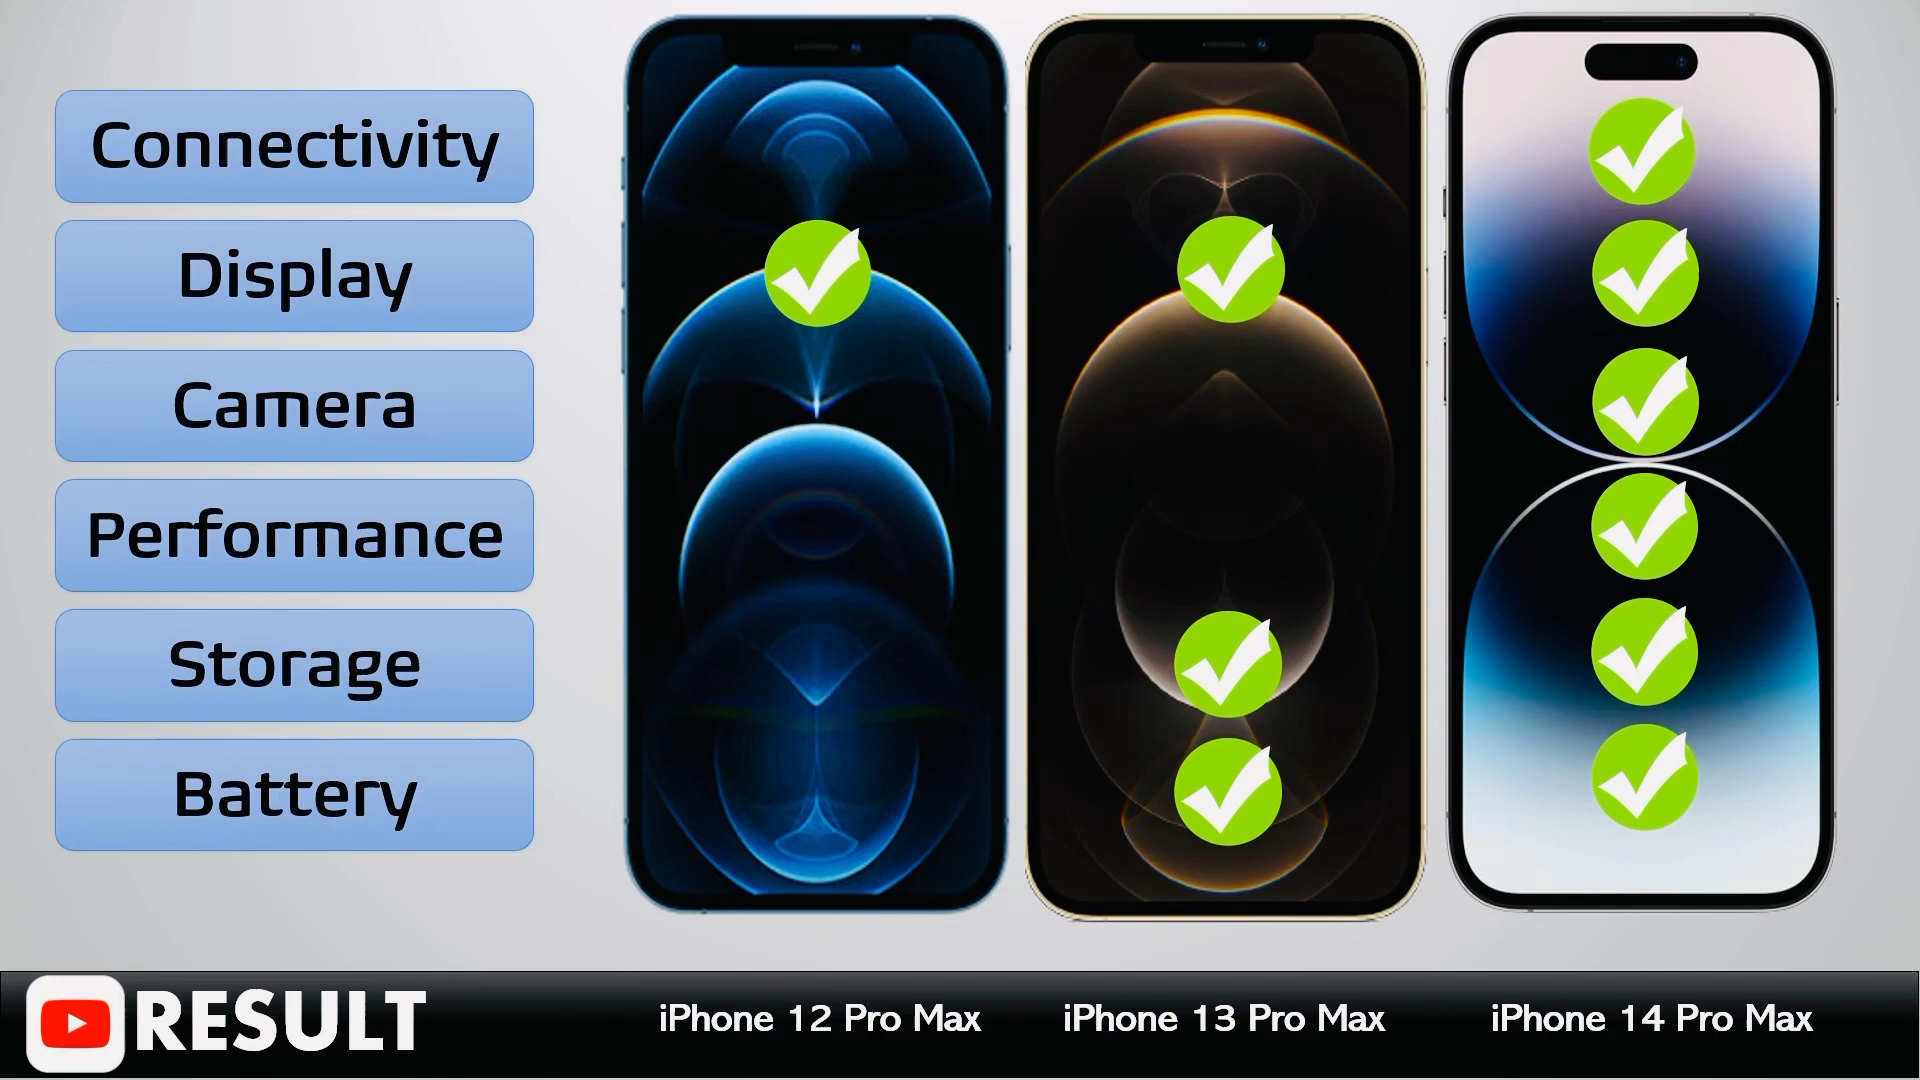 Connectivity
Display
Camera
Performance
Storage
Battery
RESULT
iPhone 12 Pro Max
iPhone 13 Pro Max
iPhone 14 Pro Max